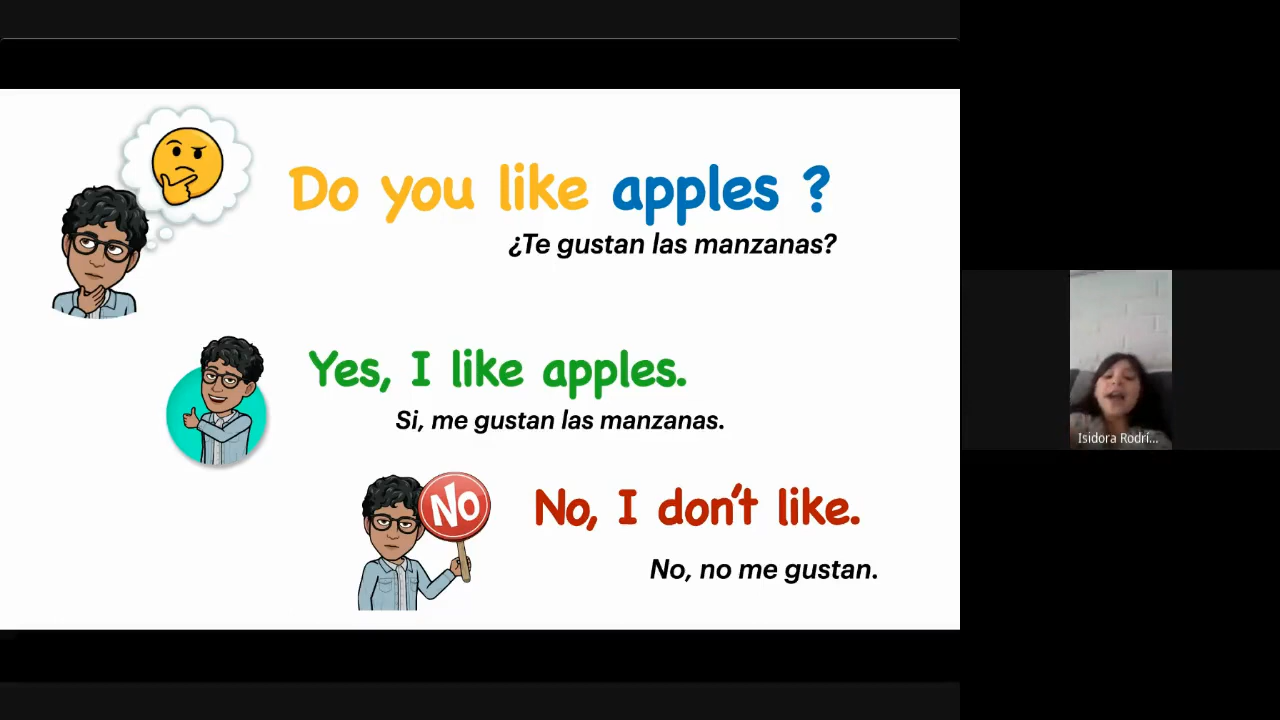 Do you like apples ?
¿Te gustan las manzanas?
Yes, I like apples.
Si, me gustan las manzanas.
NO
No, I don't like.
No, no me gustan.
Isidora Rodrí...